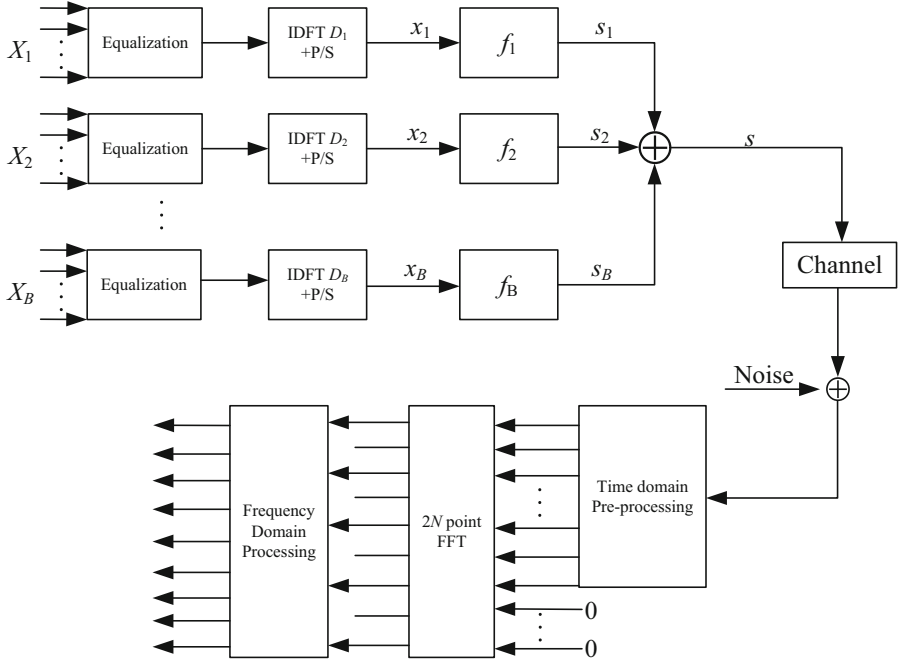 X1
Equalization
IDFT D1
+P/S
x1
f1
s1
X2
Equalization
IDFT D2
+P/S
x2
f2
s2
s
XB
Equalization
IDFT DB
+P/S
xB
fB
sB
Channel
Noise
Frequency
Domain
Processing
2N point
FFT
Time domain
Pre-processing
0
0